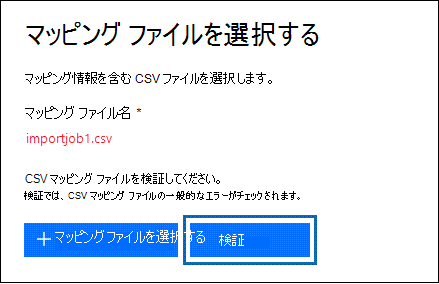 マッピング ファイルを選択する
マッピング情報を含む CSV ファイルを選択します。
マッピング ファイル名 *
importjob1.csv
CSV マッピング ファイルを検証してください。
検証では、CSV マッピング ファイルの一般的なエラーがチェックされます。
+ マッピングファイルを選択する
検証